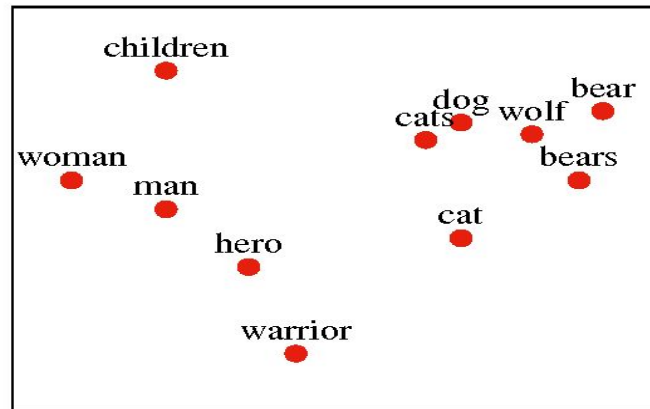 children
bear
dog
wolf
cats
woman
bears
man
cat
hero
warrior